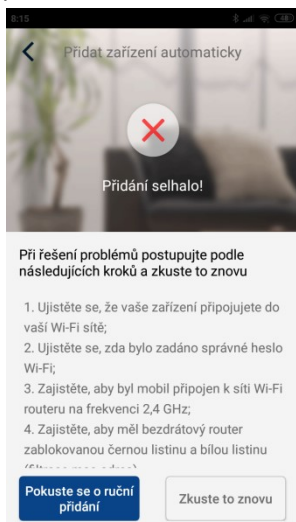 8:15
48
Přidat zařízení automaticky
Přidání selhalo!
Při řešení problémů postupujte podle
následujících kroků a zkuste to znovu
1. Ujistěte se, že vaše zařízení připojujete do
vaší Wi-Fi sítě;
2. Ujistěte se, zda bylo zadáno správné heslo
Wi-Fi;
3. Zajistěte, aby byl mobil připojen k síti Wi-Fi
routeru na frekvenci 2,4 GHz;
4. Zajistěte, aby měl bezdrátový router
zablokovanou černou listinu a bílou listinu
Pokuste se o ruční
přidání
Zkuste to znovu